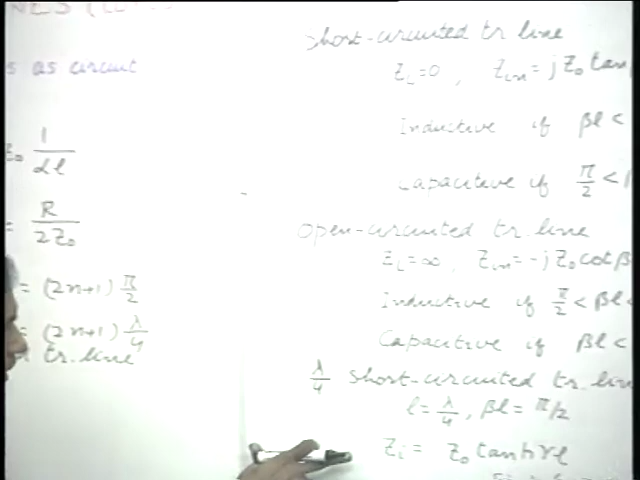 s as circuit
1
αl
= R
2Z₀
= (2n+1) π/2
= (2n+1) λ/4
tr. line
Short-circuited tr line
Z_L=0 , Z_in = j Z₀ tan
Inductive if βl <
Capacitive if π/2 <
Open-circuited tr. line
Z_L=∞ , Z_in = -j Z₀ cot β
Inductive if π/2 < βl <
Capacitive if βl <
λ/4 short-circuited tr. line
l = λ/4 , βl = π/2
Z_i = Z₀ tanh γl